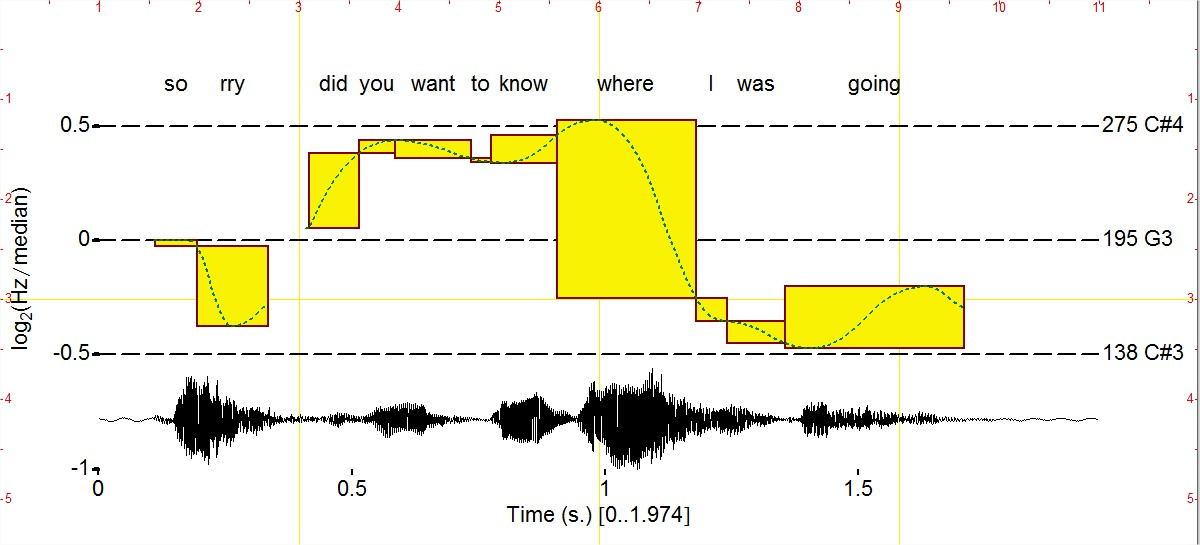 1 2 3 4 5 6 7 8 9 10 11
so rry did you want to know where I was going
1 1
0.5 275 C#4
2 2
log2(Hz/median)
0 195 G3
3 3
-0.5 138 C#3
4 4
-1
0 0.5 1 1.5
5 5
Time (s.) [0..1.974]